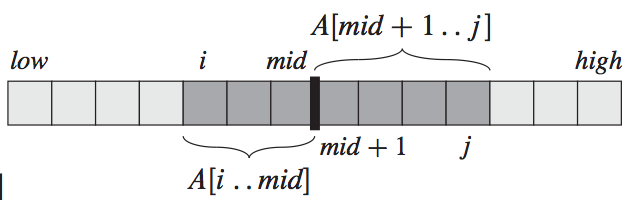 A[mid + 1 . . j]
low i mid high
mid + 1 j
A[i . . mid]